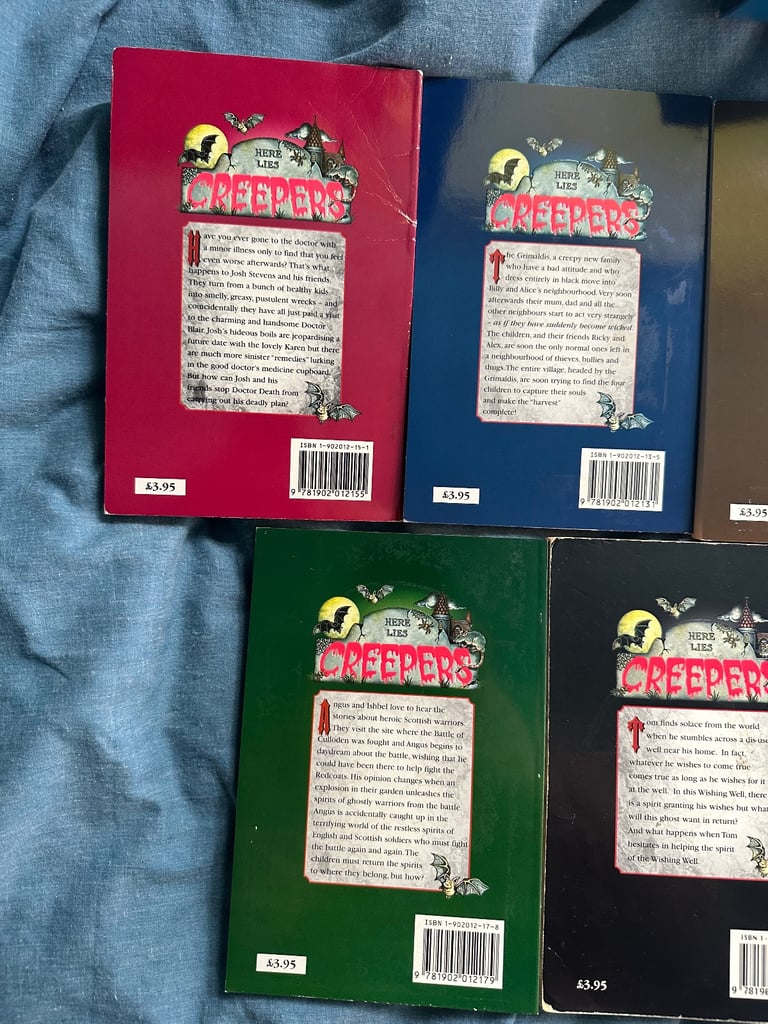 HERE
LIES
CREEPERS
Have you ever gone to the doctor with
a minor illness only to find that you feel
even worse afterwards? That's what
happens to Josh Stevens and his friends.
They turn from a bunch of healthy kids
into smelly, greasy, pustulent wrecks – and
coincidentally they have all just paid a visit
to the charming and handsome Doctor
Blair. Josh's hideous boils are jeopardising a
future date with the lovely Karen but there
are much more sinister "remedies" lurking
in the good doctor's medicine cupboard.
But how can Josh and his
friends stop Doctor Death from
carrying out his deadly plan?
ISBN 1-902012-15-1
9 781902 012155
£3.95
HERE
LIES
CREEPERS
The Grimaldis, a creepy new family
who have a bad attitude and who
dress entirely in black move into
Billy and Alice's neighbourhood. Very soon
afterwards their mum, dad and all the
other neighbours start to act very strangely
– as if they have suddenly become wicked.
The children, and their friends Ricky and
Alex, are soon the only normal ones left in
a neighbourhood of thieves, bullies and
thugs. The entire village, headed by the
Grimaldis, are soon trying to find the four
children to capture their souls
and make the "harvest"
complete!
ISBN 1-902012-13-5
9 781902 012131
£3.95
£3.95
HERE
LIES
CREEPERS
Angus and Ishbel love to hear the
stories about heroic Scottish warriors.
They visit the site where the Battle of
Culloden was fought and Angus begins to
daydream about the battle, wishing that he
could have been there to help fight the
Redcoats. His opinion changes when an
explosion in their garden unleashes the
spirits of ghostly warriors from the battle.
Angus is accidentally caught up in the
terrifying world of the restless spirits of
English and Scottish soldiers who must fight
the battle again and again. The
children must return the spirits
to where they belong, but how?
ISBN 1-902012-17-8
9 781902 012179
£3.95
HERE
LIES
CREEPERS
Tom finds solace from the world
when he stumbles across a disuse
well near his home. In fact,
whatever he wishes to come true
comes true as long as he wishes for it
at the well. In this Wishing Well, there
is a spirit granting his wishes but what
will this ghost want in return?
And what happens when Tom
hesitates in helping the spirit
of the Wishing Well.
ISBN 1-
9 7819
£3.95